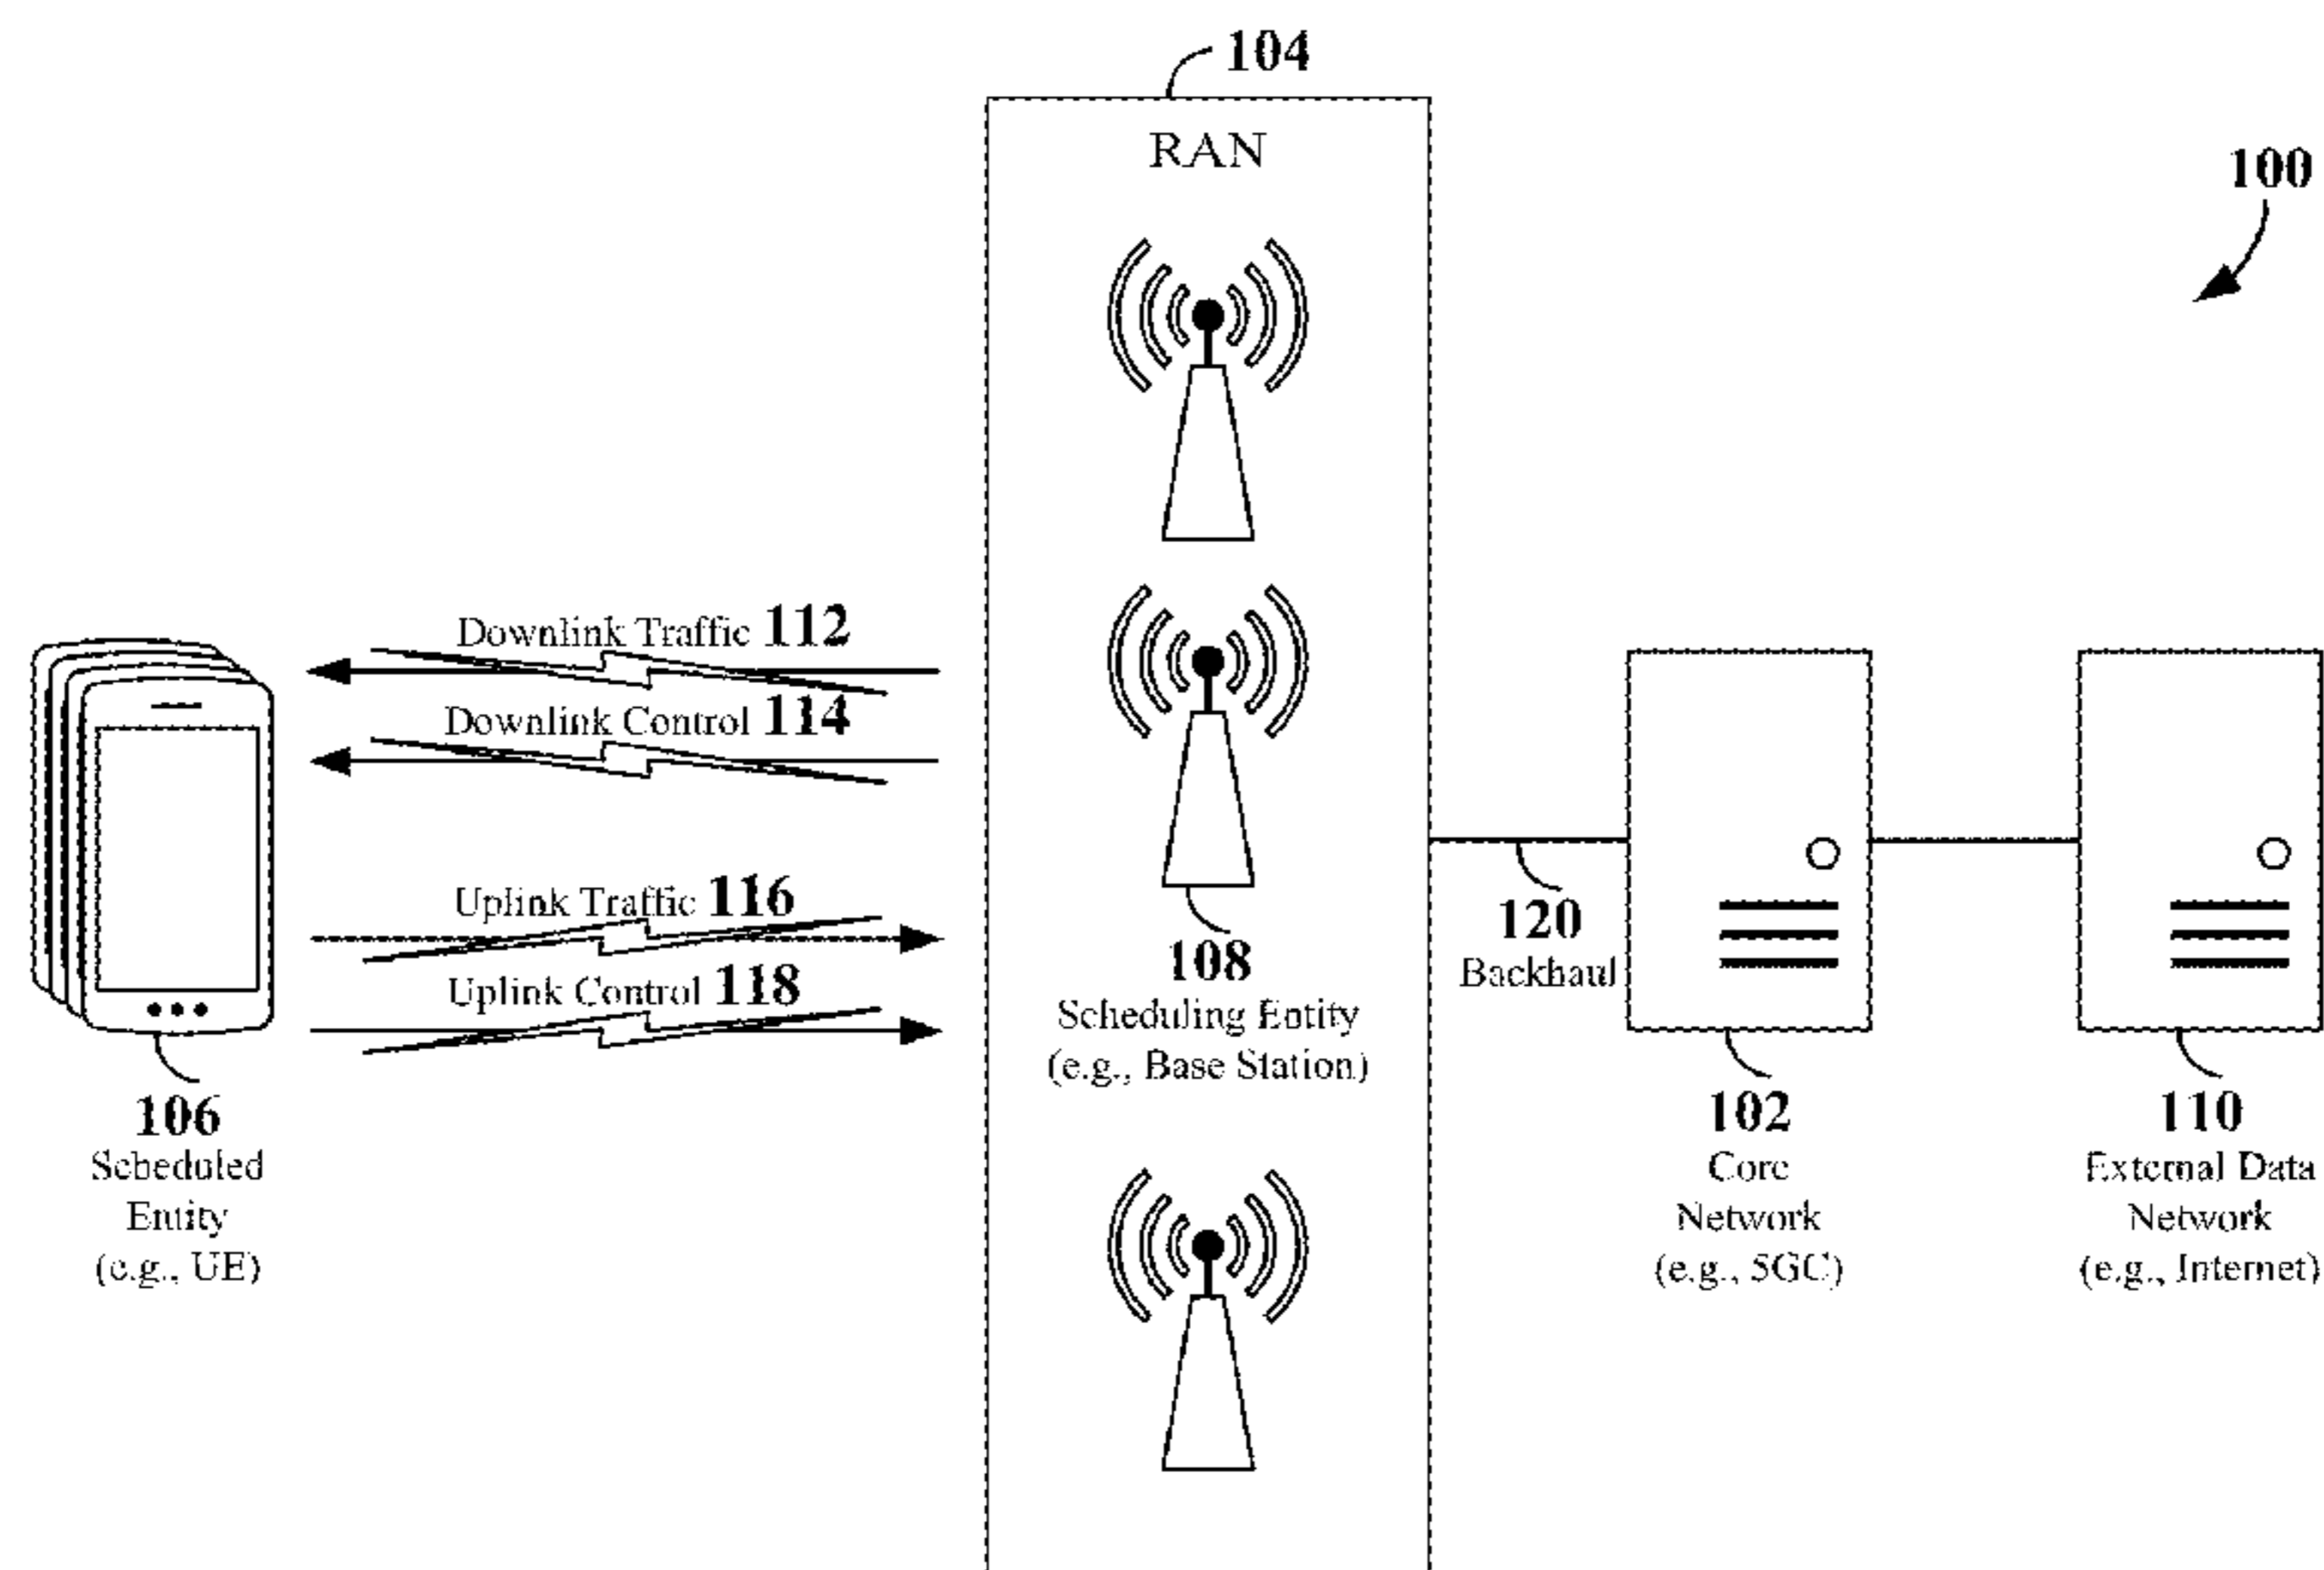 104
RAN
100
Downlink Traffic 112
Downlink Control 114
Uplink Traffic 116
Uplink Control 118
106
Scheduled
Entity
(e.g., UE)
108
Scheduling Entity
(e.g., Base Station)
120
Backhaul
102
Core
Network
(e.g., 5GC)
110
External Data
Network
(e.g., Internet)